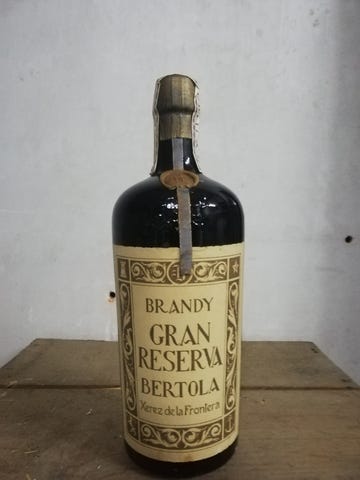 BRANDY
GRAN
RESERVA
BERTOLA
Xerez de la Frontera